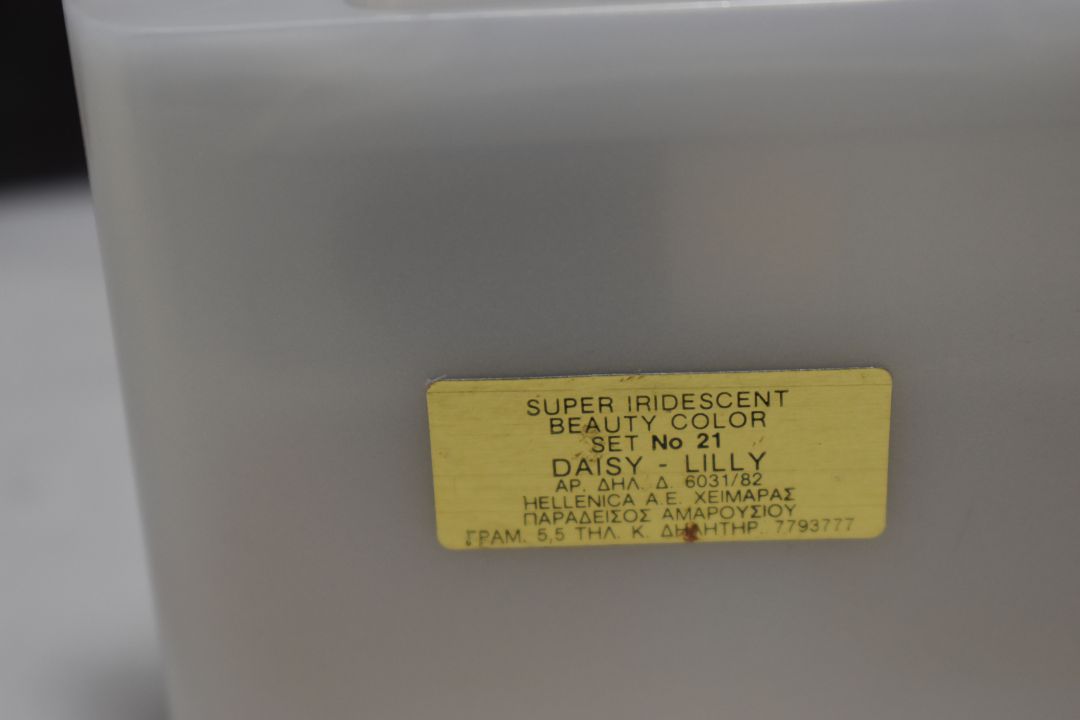 SUPER IRIDESCENT
BEAUTY COLOR
SET No 21
DAISY - LILLY
ΑΡ. ΔΗΛ. Δ. 6031/82
HELLENICA A.E. ΧΕΙΜΑΡΑΣ
ΠΑΡΑΔΕΙΣΟΣ ΑΜΑΡΟΥΣΙΟΥ
ΓΡΑΜ. 5,5 ΤΗΛ. Κ. ΔΗΛΗΤΗΡ. 7793777